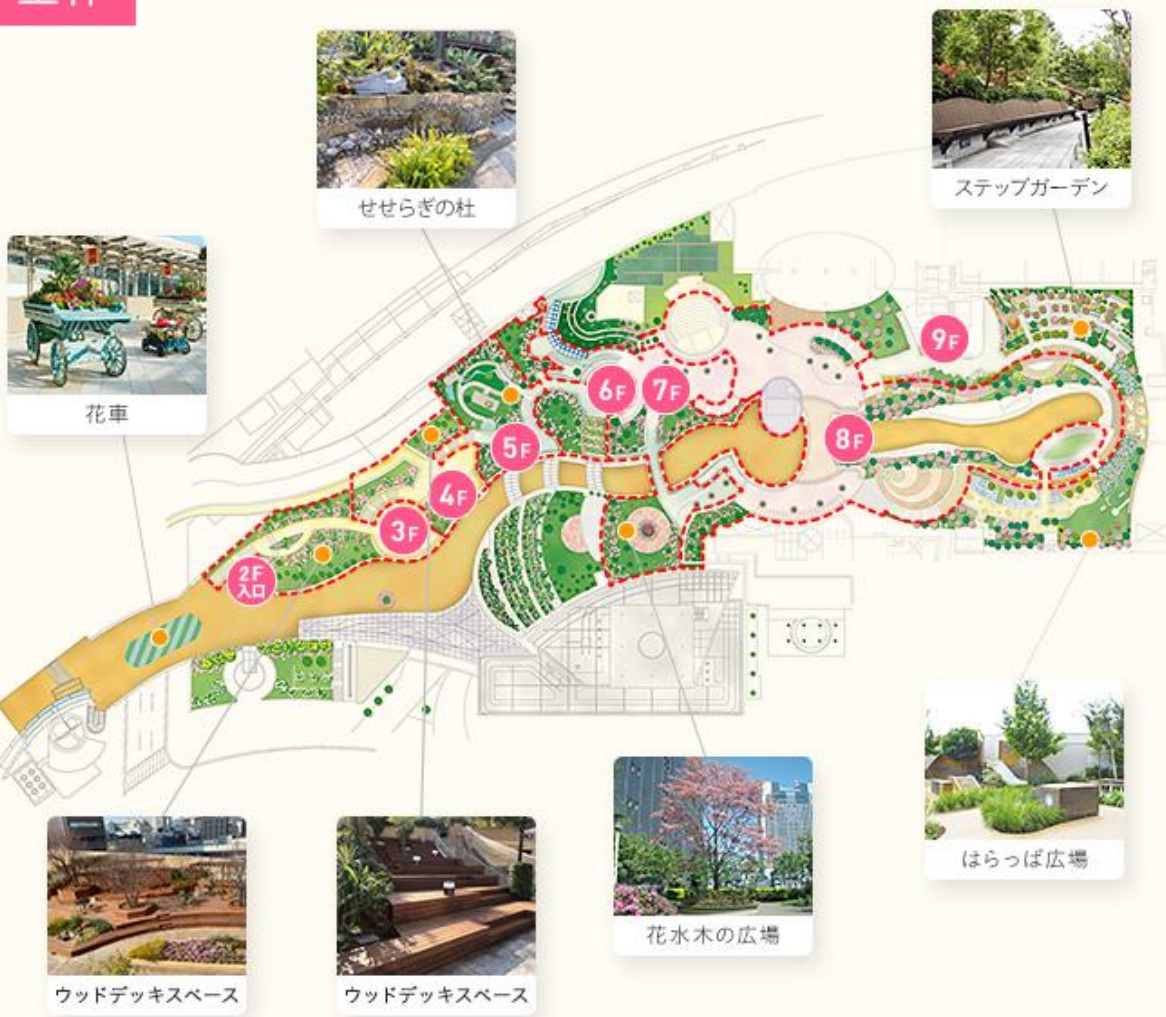 ステップガーデン
せせらぎの杜
花車
9F
6F
7F
8F
5F
4F
3F
2F
入口
はらっぱ広場
花水木の広場
ウッドデッキスペース
ウッドデッキスペース